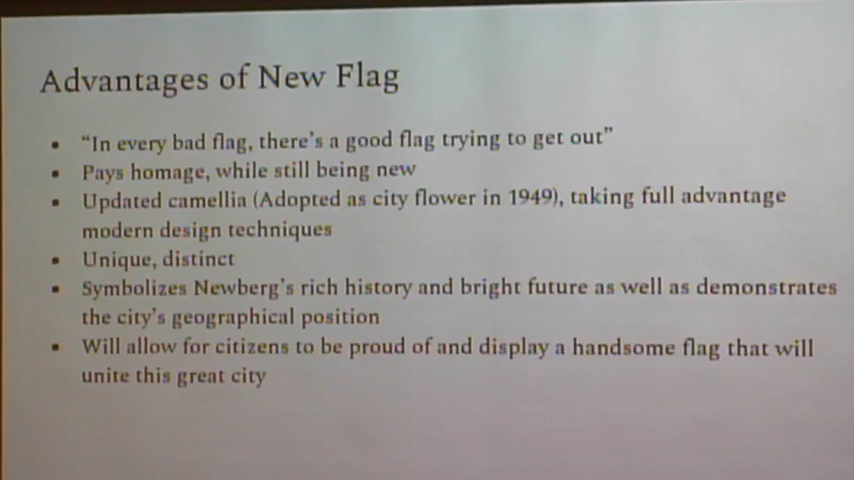 Advantages of New Flag
• “In every bad flag, there’s a good flag trying to get out”
• Pays homage, while still being new
• Updated camellia (Adopted as city flower in 1949), taking full advantage
modern design techniques
• Unique, distinct
• Symbolizes Newberg’s rich history and bright future as well as demonstrates
the city’s geographical position
• Will allow for citizens to be proud of and display a handsome flag that will
unite this great city